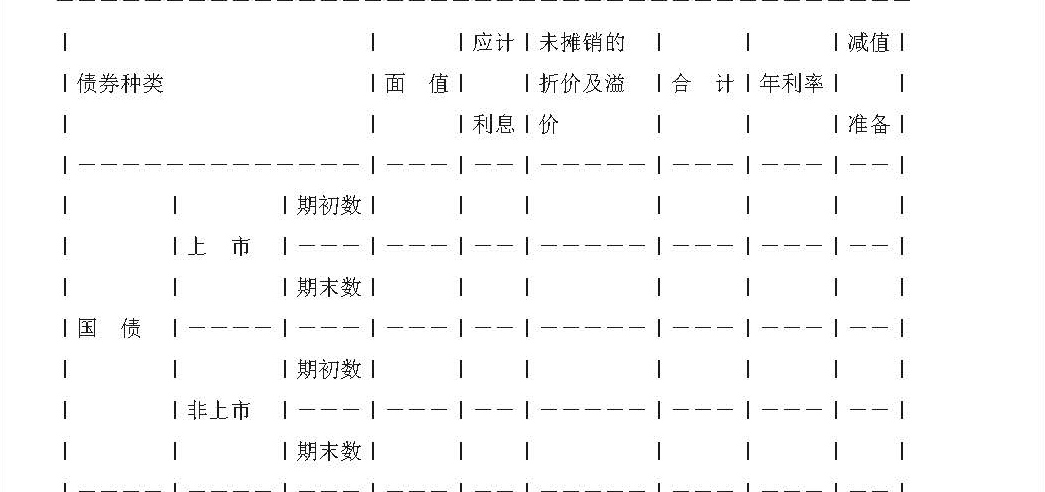 应计 未摊销的 减值
债券种类 面　值 折价及溢 合　计 年利率
利息 价 准备
期初数
上　市
期末数
国　债
期初数
非上市
期末数